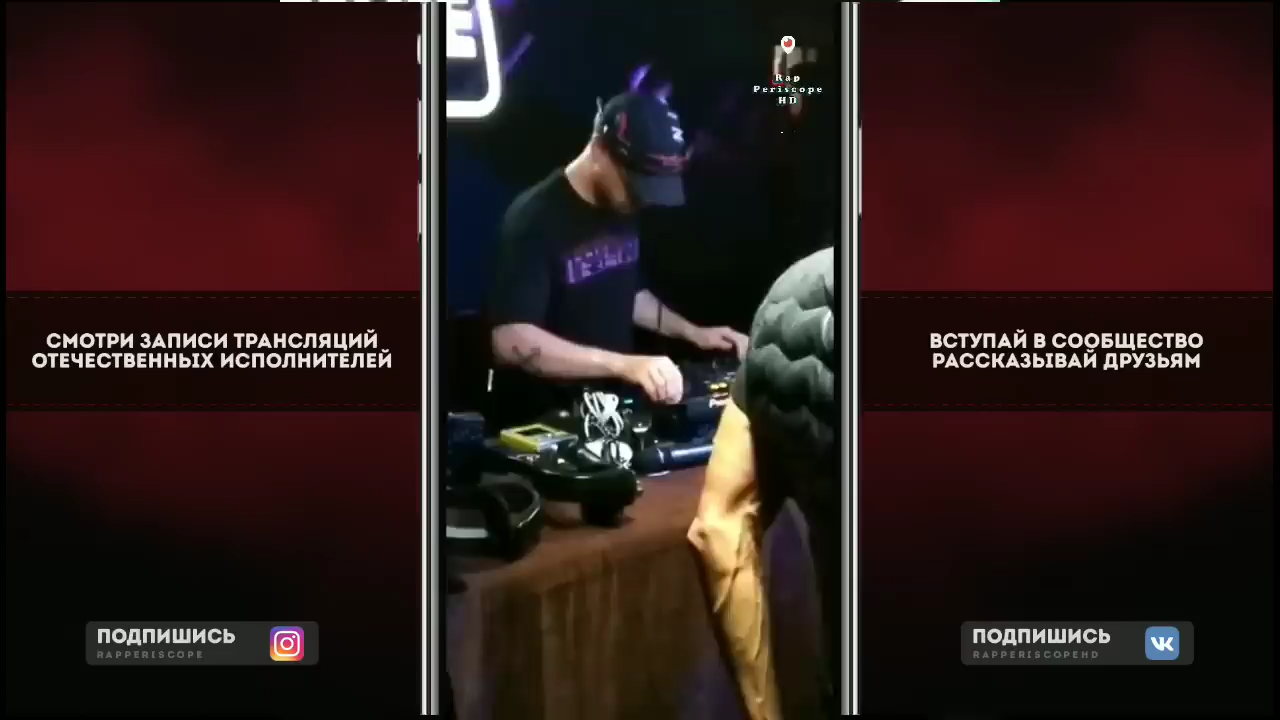 Rap
Periscope
HD
СМОТРИ ЗАПИСИ ТРАНСЛЯЦИЙ
ОТЕЧЕСТВЕННЫХ ИСПОЛНИТЕЛЕЙ
ВСТУПАЙ В СООБЩЕСТВО
РАССКАЗЫВАЙ ДРУЗЬЯМ
ПОДПИШИСЬ
RAPPERISCOPE
ПОДПИШИСЬ
RAPPERISCOPEHD